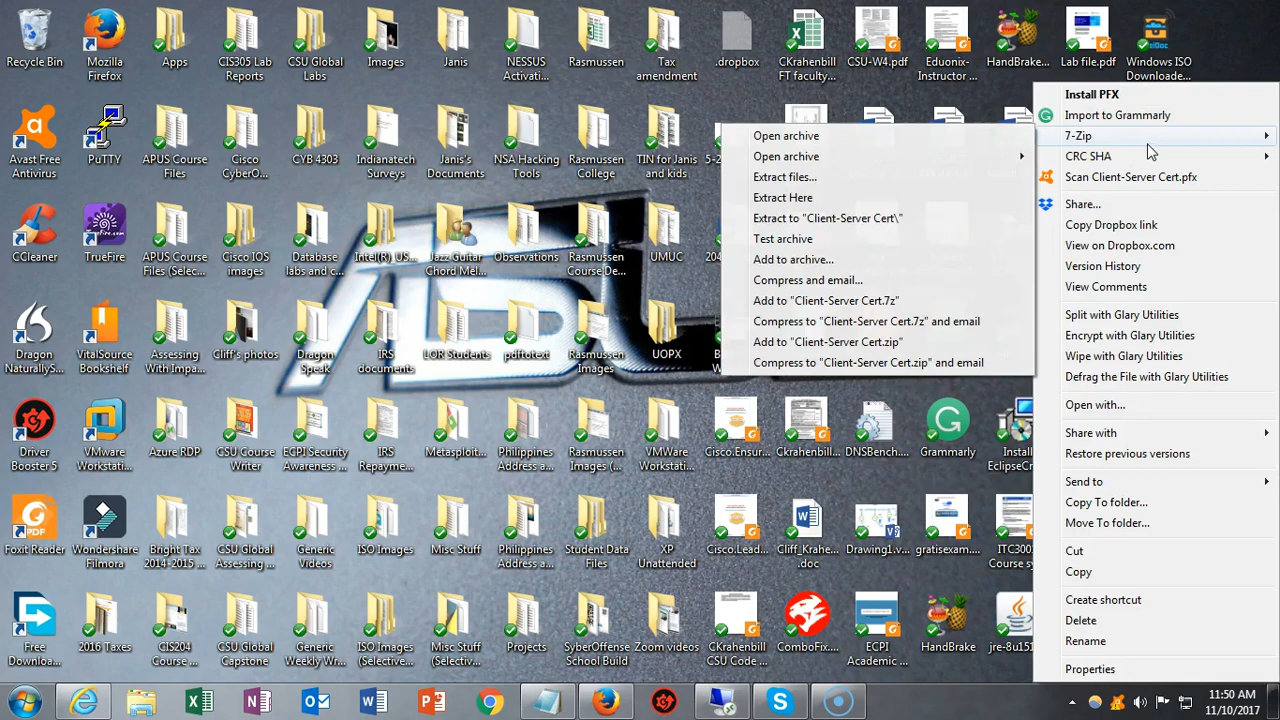 Recycle Bin
Mozilla
Firefox
Apps
CIS305 Lab
Reports
CSU Global
Labs
Images
Janis
NESSUS
Activati...
Rasmussen
Tax
amendment
.dropbox
CKrahenbill
FT faculty...
CSU-W4.pdf
Eduonix-
Instructor ...
HandBrake...
Lab file.pdf
Windows ISO
Downloade...
Avast Free
Antivirus
PuTTY
APUS Course
Files
Cisco
CyberO...
CYB 4303
Indianatech
Surveys
Janis's
Documents
NSA Hacking
Tools
Rasmussen
College
TIN for Janis
and kids
CCleaner
TrueFire
APUS Course
Files (Selec...
Cisco IOS
images
Database
labs and c...
Intel(R) US...
Jazz Guitar
Chord Mel...
Observations
Rasmussen
Course De...
UMUC
Dragon
NaturallyS...
VitalSource
Bookshelf
Assessing
With Impa...
Cliff's photos
Dragon
Speak
IRS
documents
LOR Students
pdftotext
Rasmussen
Images
UOPX
Driver
Booster 5
VMware
Workstati...
Azure RDP
CSU Course
Writer
ECPI Security
Awareness ...
IRS
Repayme...
Metasploit...
Philippines
Address a...
Rasmussen
Images (...
VMWare
Workstati...
Cisco.Ensur...
Ckrahenbill...
DNSBench....
Grammarly
Install
EclipseCr...
Foxit Reader
Wondershare
Filmora
Bright Tax
2014-2015 ...
CSU Global
Assessing ...
General
Videos
ISO Images
Misc Stuff
Philippines
Address a...
Student Data
Files
XP
Unattended
Cisco.Lead...
Cliff_Krahe...
.doc
Drawing1.v...
gratisexam....
ITC300
Course sy
Free
Downloa...
2016 Taxes
CIS204
Course ...
CSU Global
Capstone
General
Weekly Wr...
ISO Images
(Selective...
Misc Stuff
(Selectiv...
Projects
SyberOffense
School Build
Zoom videos
CKrahenbill
CSU Code ...
ComboFix....
ECPI
Academic ...
HandBrake
jre-8u151
Open archive
Open archive
Extract files...
Extract Here
Extract to "Client-Server Cert\"
Test archive
Add to archive...
Compress and email...
Add to "Client-Server Cert.7z"
Compress to "Client-Server Cert.7z" and email
Add to "Client-Server Cert.zip"
Compress to "Client-Server Cert.zip" and email
Install PFX
Import to Grammarly
7-Zip
CRC SHA
Scan Client-Server Cert.pfx
Share...
Copy Dropbox link
View on Dropbox.com
Version History
View Comments
Split with Glary Utilities
Encrypt with Glary Utilities
Wipe with Glary Utilities
Defrag the File with Glary Utilities
Open with...
Share with
Restore previous versions
Send to
Copy To folder...
Move To folder...
Cut
Copy
Create shortcut
Delete
Rename
Properties
11:50 AM
11/10/2017